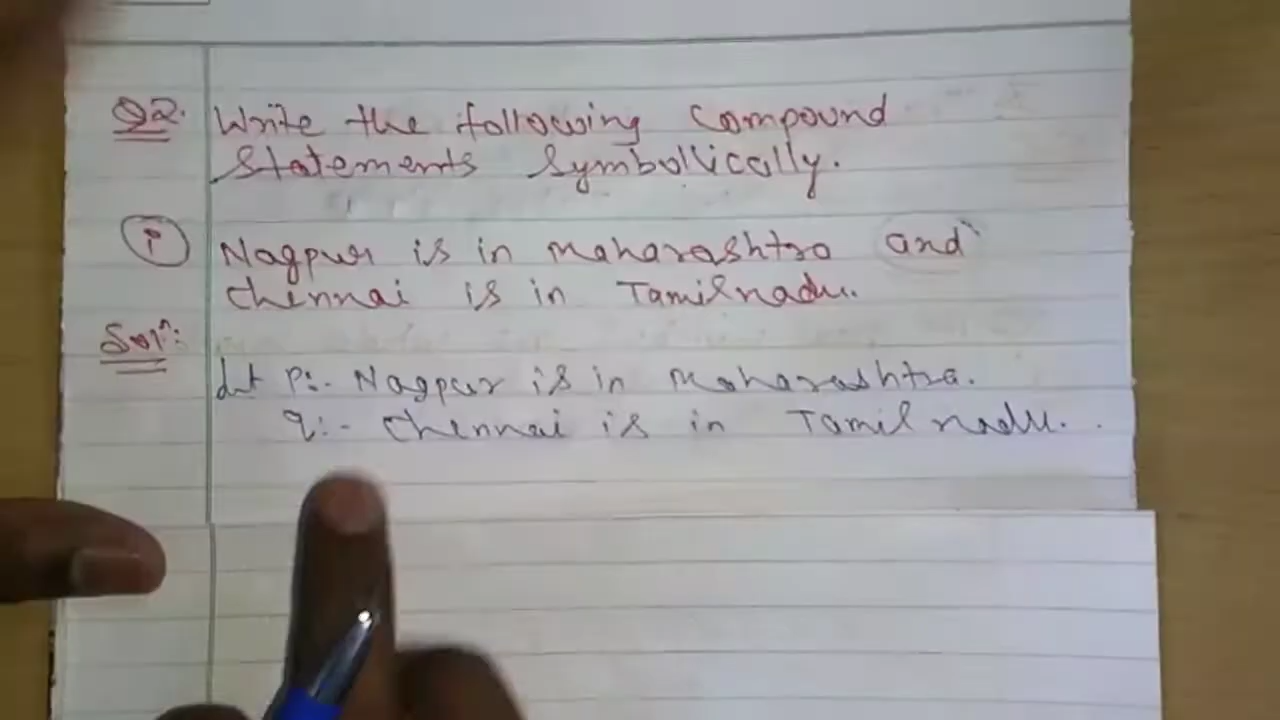 Q2. Write the following Compound
Statements Symbolically.
(i) Nagpur is in Maharashtra and
Chennai is in Tamilnadu.
Solⁿ:
Let P:- Nagpur is in Maharashtra.
q:- Chennai is in Tamil nadu.